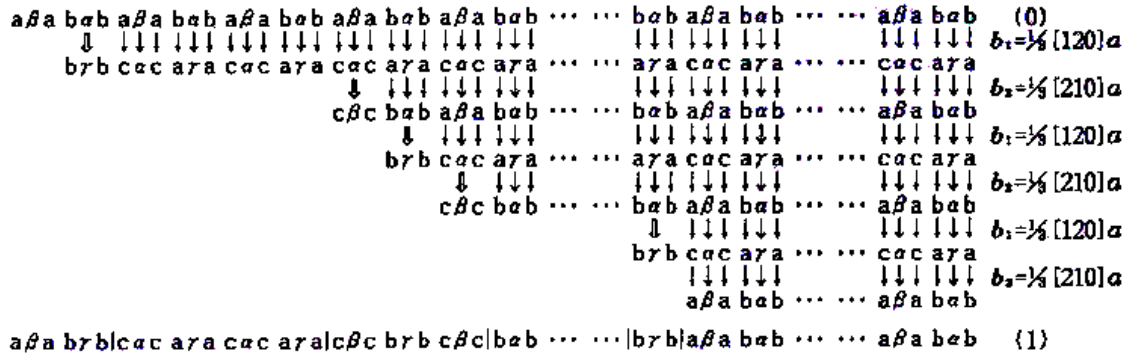 aβa bαb aβa bαb aβa bαb aβa bαb aβa bαb ··· ··· bαb aβa bαb ··· ··· aβa bαb (0)
⇓ ↓↓↓ ↓↓↓ ↓↓↓ ↓↓↓ ↓↓↓ ↓↓↓ ↓↓↓ ↓↓↓ ↓↓↓ ↓↓↓ ↓↓↓ ↓↓↓ ↓↓↓ b₁=⅓[120]a
bγb cαc aγa cαc aγa cαc aγa cαc aγa ··· ··· aγa cαc aγa ··· ··· cαc aγa
⇓ ↓↓↓ ↓↓↓ ↓↓↓ ↓↓↓ ↓↓↓ ↓↓↓ ↓↓↓ ↓↓↓ b₂=⅓[210]a
cβc bαb aβa bαb ··· ··· bαb aβa bαb ··· ··· aβa bαb
⇓ ↓↓↓ ↓↓↓ ↓↓↓ ↓↓↓ ↓↓↓ ↓↓↓ ↓↓↓ b₁=⅓[120]a
bγb cαc aγa ··· ··· aγa cαc aγa ··· ··· cαc aγa
⇓ ↓↓↓ ↓↓↓ ↓↓↓ ↓↓↓ ↓↓↓ ↓↓↓ b₂=⅓[210]a
cβc bαb ··· ··· bαb aβa bαb ··· ··· aβa bαb
⇓ ↓↓↓ ↓↓↓ ↓↓↓ ↓↓↓ b₁=⅓[120]a
bγb cαc aγa ··· ··· cαc aγa
↓↓↓ ↓↓↓ ↓↓↓ ↓↓↓ b₂=⅓[210]a
aβa bαb ··· ··· aβa bαb
aβa bγb|cαc aγa cαc aγa|cβc bγb cβc|bαb ··· ··· |bγb|aβa bαb ··· ··· aβa bαb (1)